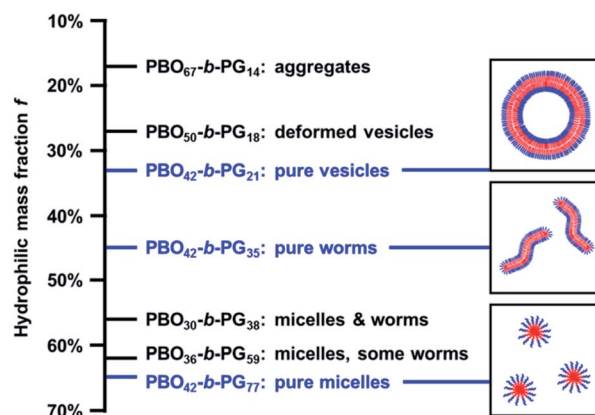 10%
PBO₆₇-b-PG₁₄: aggregates
20%
PBO₅₀-b-PG₁₈: deformed vesicles
30%
PBO₄₂-b-PG₂₁: pure vesicles
40%
PBO₄₂-b-PG₃₅: pure worms
50%
PBO₃₀-b-PG₃₈: micelles & worms
60%
PBO₃₆-b-PG₅₉: micelles, some worms
PBO₄₂-b-PG₇₇: pure micelles
70%
Hydrophilic mass fraction f